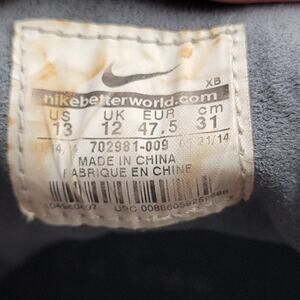 XB
nikebetterworld.com
US UK EUR cm
13 12 47.5 31
702981-009
MADE IN CHINA
FABRIQUE EN CHINE
UPC